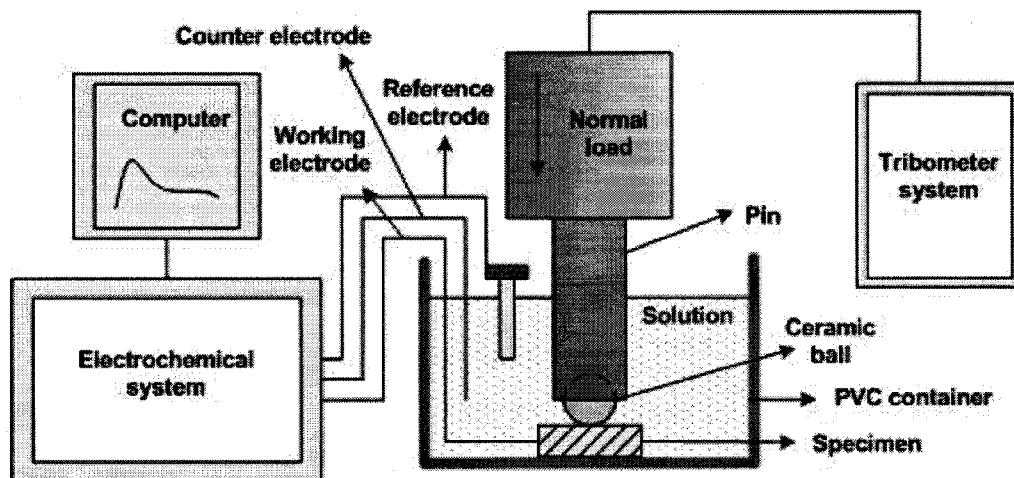 Counter electrode
Reference
electrode
Computer
Working
electrode
Normal
load
Tribometer
system
Pin
Solution
Ceramic
ball
Electrochemical
system
PVC container
Specimen